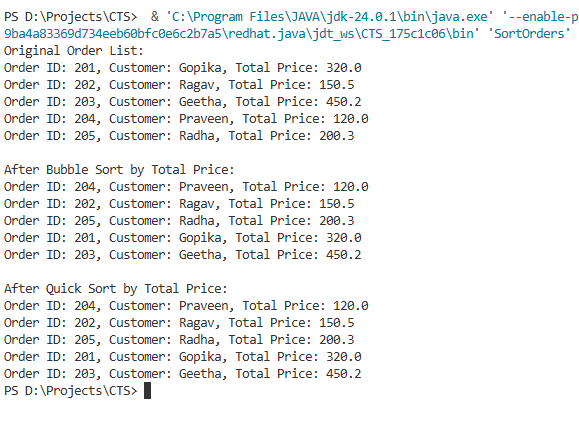 PS D:\Projects\CTS>  & 'C:\Program Files\JAVA\jdk-24.0.1\bin\java.exe' '--enable-p
9ba4a83369d734eeb60bfc0e6c2b7a5\redhat.java\jdt_ws\CTS_175c1c06\bin' 'SortOrders'
Original Order List:
Order ID: 201, Customer: Gopika, Total Price: 320.0
Order ID: 202, Customer: Ragav, Total Price: 150.5
Order ID: 203, Customer: Geetha, Total Price: 450.2
Order ID: 204, Customer: Praveen, Total Price: 120.0
Order ID: 205, Customer: Radha, Total Price: 200.3

After Bubble Sort by Total Price:
Order ID: 204, Customer: Praveen, Total Price: 120.0
Order ID: 202, Customer: Ragav, Total Price: 150.5
Order ID: 205, Customer: Radha, Total Price: 200.3
Order ID: 201, Customer: Gopika, Total Price: 320.0
Order ID: 203, Customer: Geetha, Total Price: 450.2

After Quick Sort by Total Price:
Order ID: 204, Customer: Praveen, Total Price: 120.0
Order ID: 202, Customer: Ragav, Total Price: 150.5
Order ID: 205, Customer: Radha, Total Price: 200.3
Order ID: 201, Customer: Gopika, Total Price: 320.0
Order ID: 203, Customer: Geetha, Total Price: 450.2
PS D:\Projects\CTS>